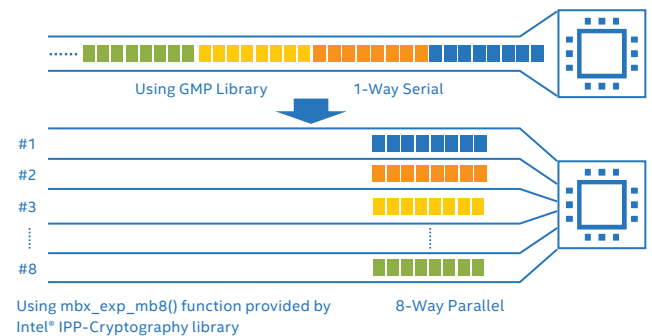 Using GMP Library 1-Way Serial
#1
#2
#3
#8
Using mbx_exp_mb8() function provided by 8-Way Parallel
Intel® IPP-Cryptography library